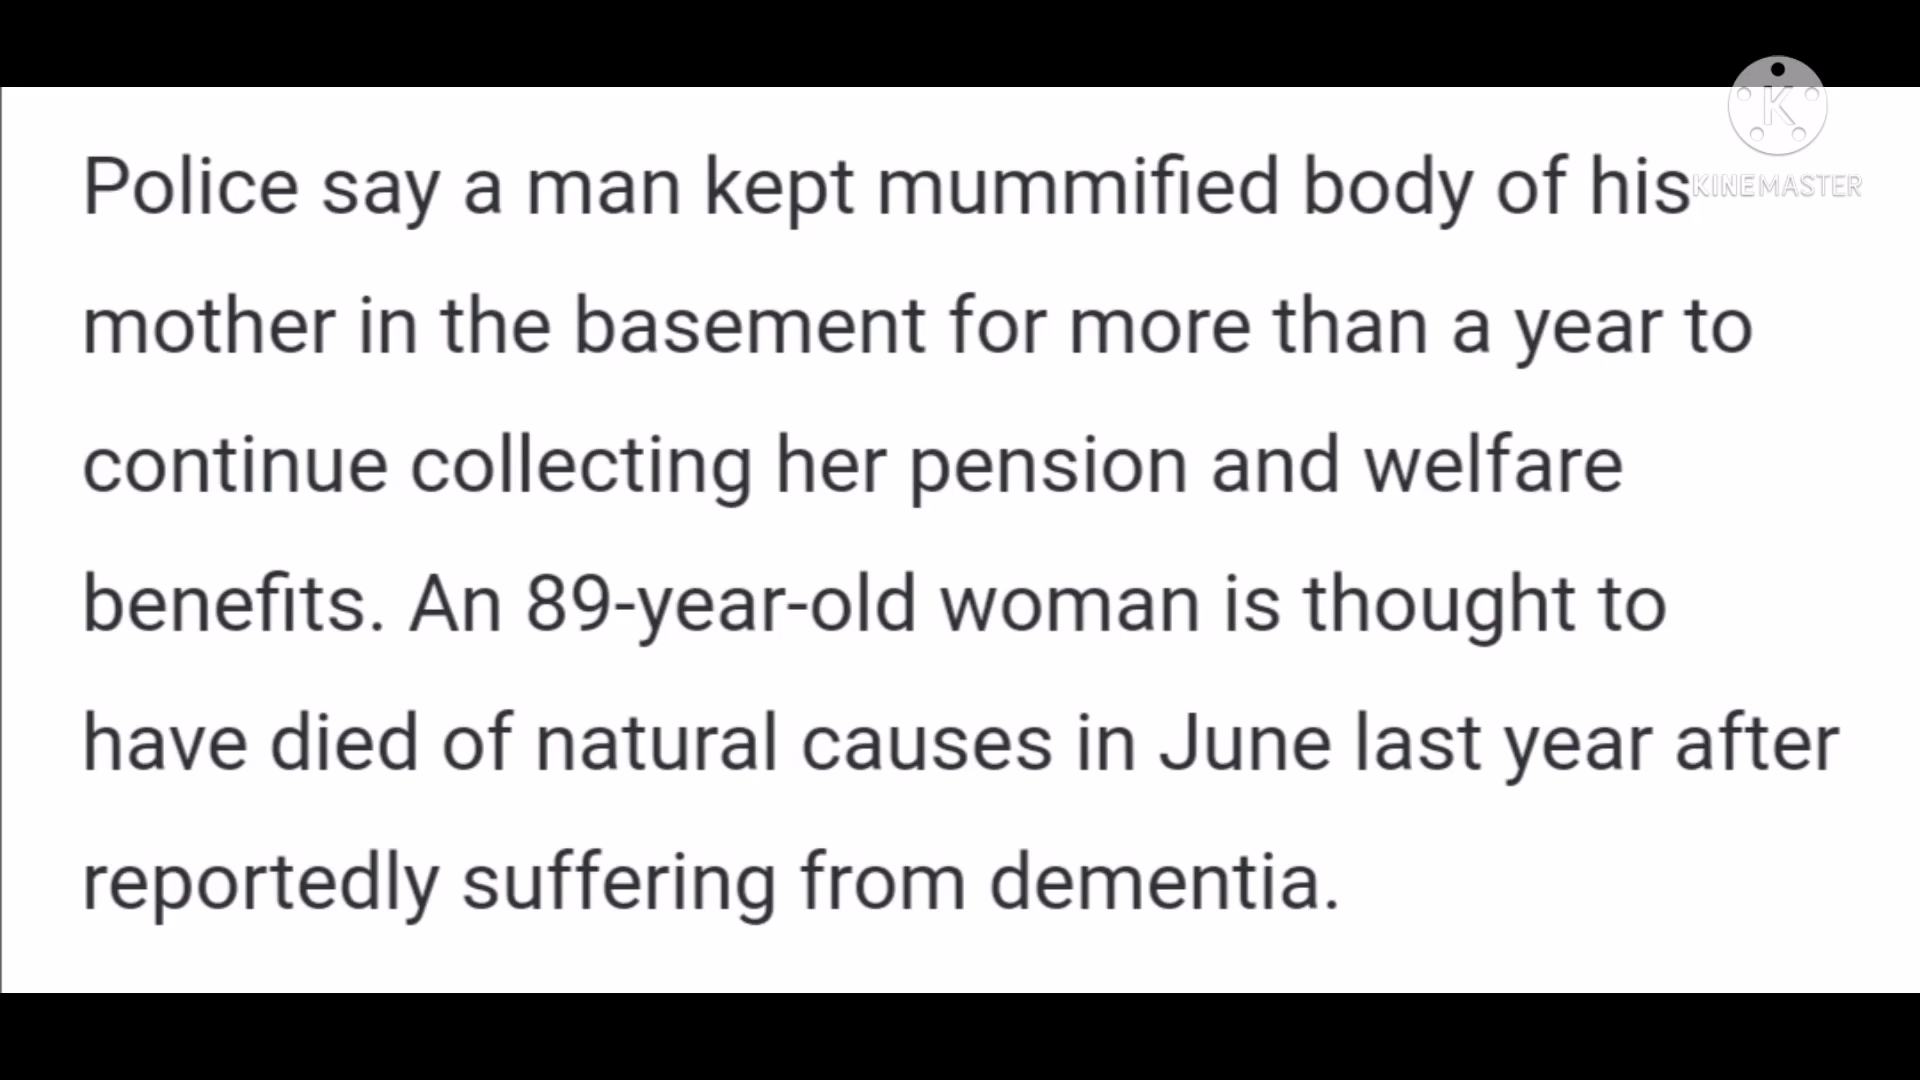 K
KINEMASTER
Police say a man kept mummified body of his
mother in the basement for more than a year to
continue collecting her pension and welfare
benefits. An 89-year-old woman is thought to
have died of natural causes in June last year after
reportedly suffering from dementia.